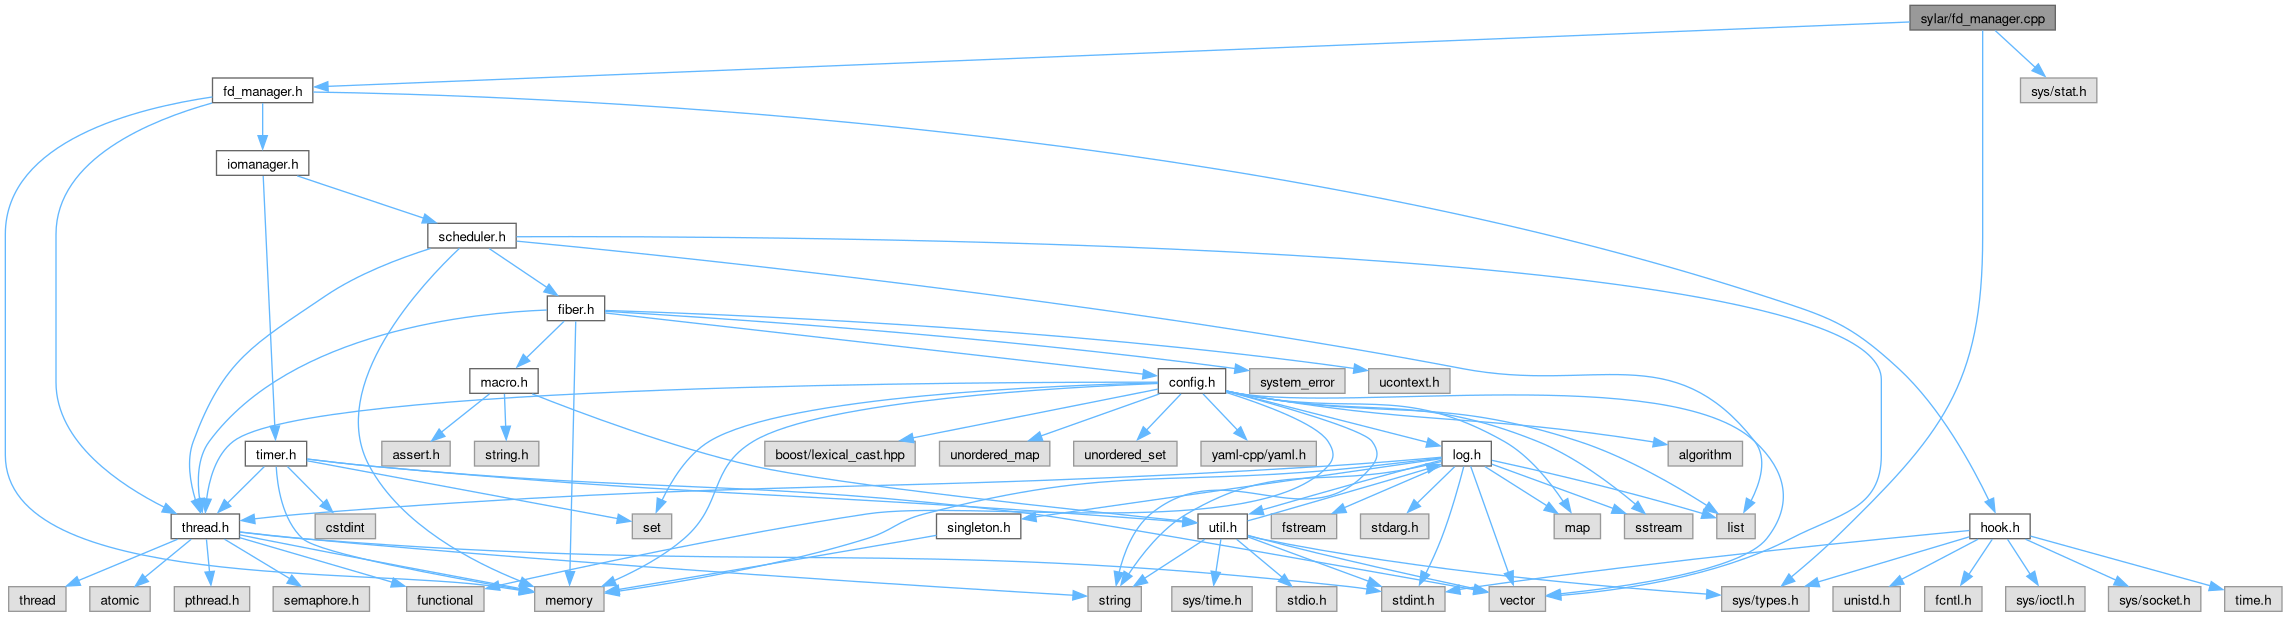 sylar/fd_manager.cpp
fd_manager.h
sys/stat.h
iomanager.h
scheduler.h
fiber.h
macro.h
config.h
system_error
ucontext.h
timer.h
assert.h
string.h
boost/lexical_cast.hpp
unordered_map
unordered_set
yaml-cpp/yaml.h
log.h
algorithm
thread.h
cstdint
set
singleton.h
util.h
fstream
stdarg.h
map
sstream
list
hook.h
thread
atomic
pthread.h
semaphore.h
functional
memory
string
sys/time.h
stdio.h
stdint.h
vector
sys/types.h
unistd.h
fcntl.h
sys/ioctl.h
sys/socket.h
time.h